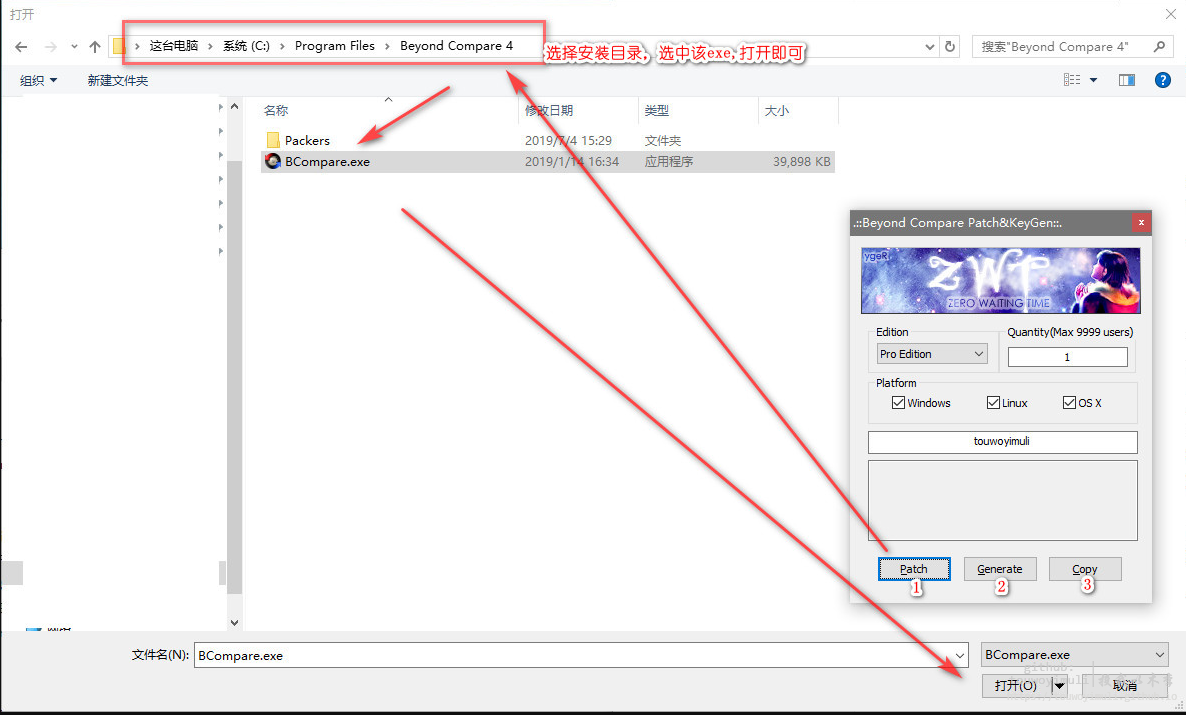 打开
这台电脑 › 系统 (C:) › Program Files › Beyond Compare 4
选择安装目录，选中该exe,打开即可
搜索"Beyond Compare 4"
组织 新建文件夹
名称 修改日期 类型 大小
Packers 2019/7/4 15:29 文件夹
BCompare.exe 2019/1/14 16:34 应用程序 39,898 KB
.::Beyond Compare Patch&KeyGen::.
ygeR
ZWT
ZERO WAITING TIME
Edition
Quantity(Max 9999 users)
Pro Edition
1
Platform
Windows Linux OS X
touwoyimuli
Patch Generate Copy
1 2 3
网络
文件名(N): BCompare.exe BCompare.exe
github.
打开(O) 取消